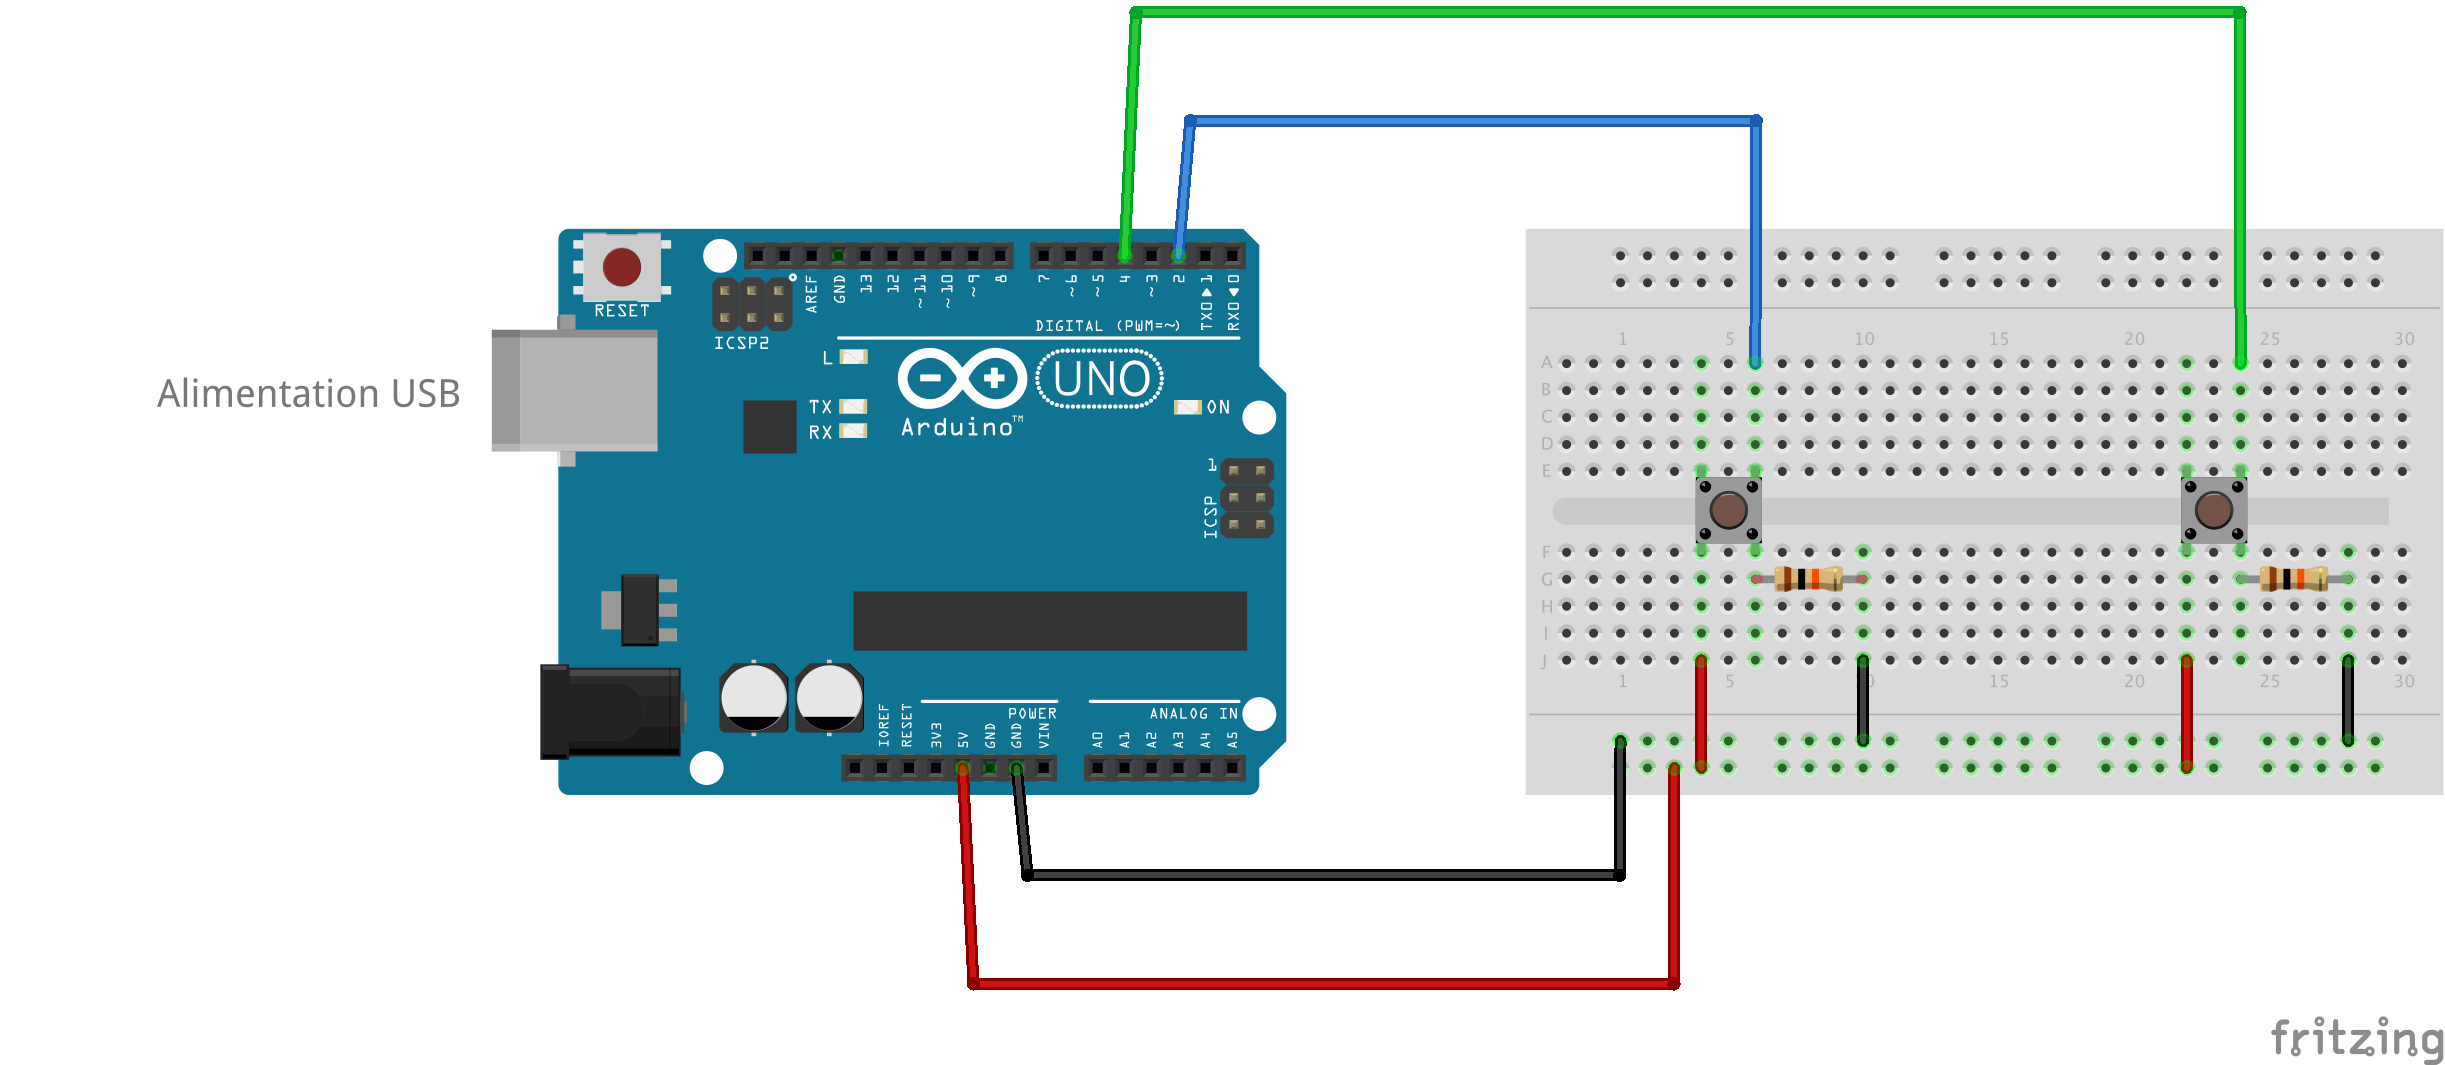 Alimentation USB
RESET
ICSP2
AREF
GND
13
12
~11
~10
~9
8
7
~6
~5
4
~3
2
TX0▶1
RX0◀0
DIGITAL (PWM=~)
L
TX
RX
Arduino™
UNO
ON
1
ICSP
IOREF
RESET
3V3
5V
GND
GND
VIN
POWER
A0
A1
A2
A3
A4
A5
ANALOG IN
1 5 10 15 20 25 30
A
B
C
D
E
F
G
H
I
J
1 5 0 15 20 25 30
fritzing